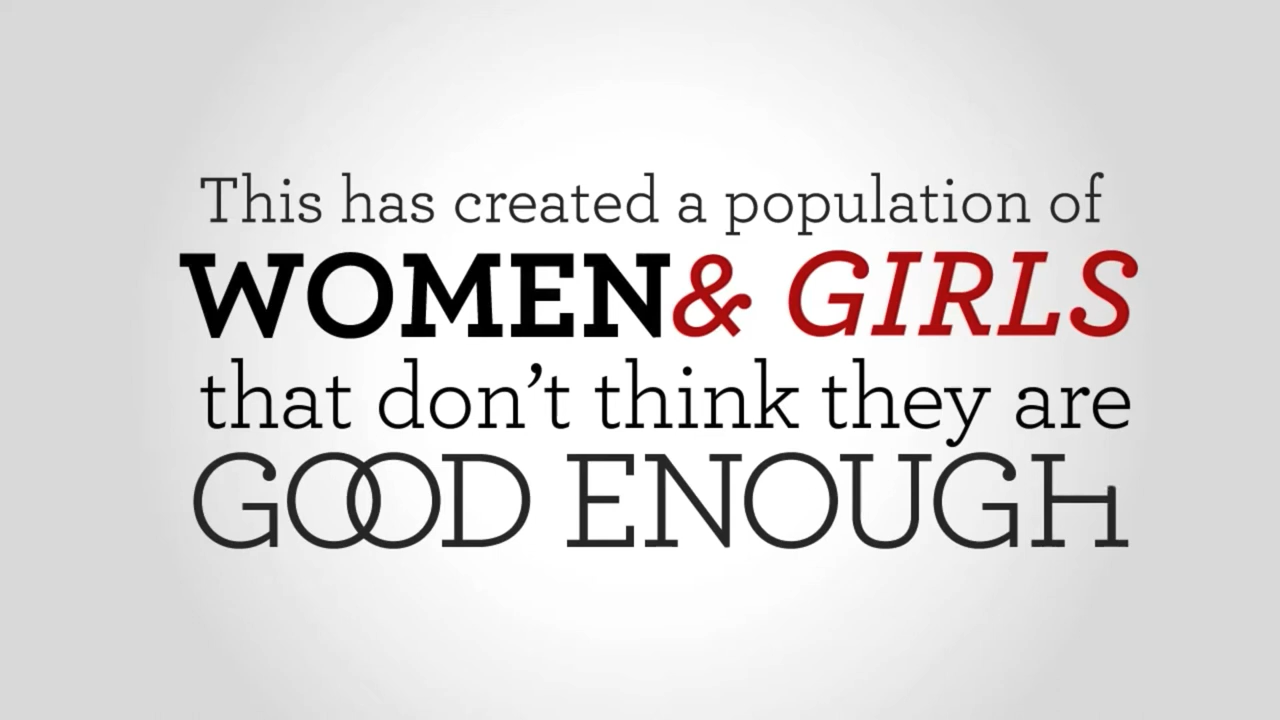 This has created a population of
WOMEN & GIRLS
that don’t think they are
GOOD ENOUGH